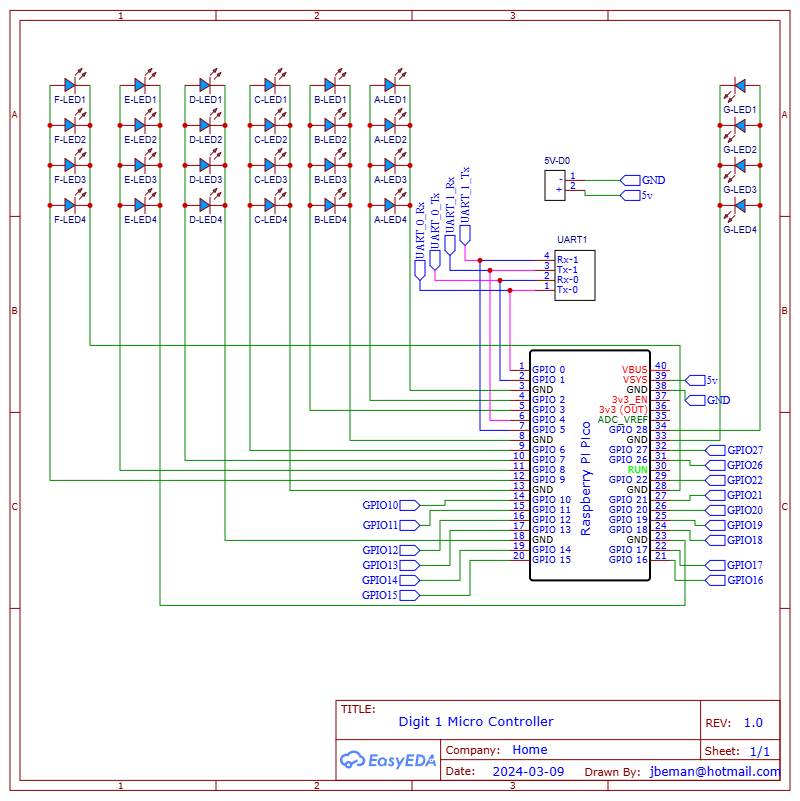 1 2 3
A A
B B
C C
F-LED1 E-LED1 D-LED1 C-LED1 B-LED1 A-LED1 G-LED1
F-LED2 E-LED2 D-LED2 C-LED2 B-LED2 A-LED2 G-LED2
F-LED3 E-LED3 D-LED3 C-LED3 B-LED3 A-LED3 G-LED3
F-LED4 E-LED4 D-LED4 C-LED4 B-LED4 A-LED4 G-LED4
5V-D0
- 1 GND
+ 2 5v
UART_0_Rx
UART_0_Tx
UART_1_Rx
UART_1_Tx
UART1
4 Rx-1
3 Tx-1
2 Rx-0
1 Tx-0
Raspberry Pi Pico
1 GPIO 0 VBUS 40
2 GPIO 1 VSYS 39 5v
3 GND GND 38 GND
4 GPIO 2 3v3_EN 37
5 GPIO 3 3v3 (OUT) 36
6 GPIO 4 ADC_VREF 35
7 GPIO 5 GPIO 28 34
8 GND GND 33
9 GPIO 6 GPIO 27 32 GPIO27
10 GPIO 7 GPIO 26 31 GPIO26
11 GPIO 8 RUN 30
12 GPIO 9 GPIO 22 29 GPIO22
13 GND GND 28
GPIO10 14 GPIO 10 GPIO 21 27 GPIO21
GPIO11 15 GPIO 11 GPIO 20 26 GPIO20
GPIO12 16 GPIO 12 GPIO 19 25 GPIO19
GPIO13 17 GPIO 13 GPIO 18 24 GPIO18
18 GND GND 23
GPIO14 19 GPIO 14 GPIO 17 22 GPIO17
GPIO15 20 GPIO 15 GPIO 16 21 GPIO16
TITLE:
Digit 1 Micro Controller
REV: 1.0
EasyEDA
Company: Home
Sheet: 1/1
Date: 2024-03-09 Drawn By: jbeman@hotmail.com
1 2 3